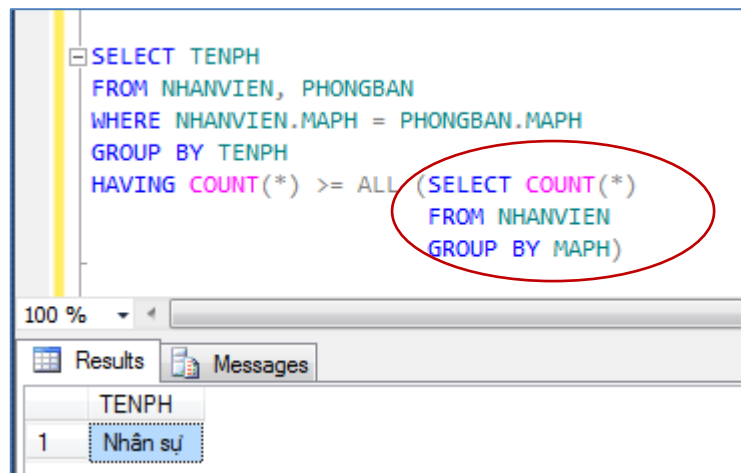 SELECT TENPH
FROM NHANVIEN, PHONGBAN
WHERE NHANVIEN.MAPH = PHONGBAN.MAPH
GROUP BY TENPH
HAVING COUNT(*) >= ALL (SELECT COUNT(*)
FROM NHANVIEN
GROUP BY MAPH)
100 %
Results Messages
TENPH
1 Nhân sự